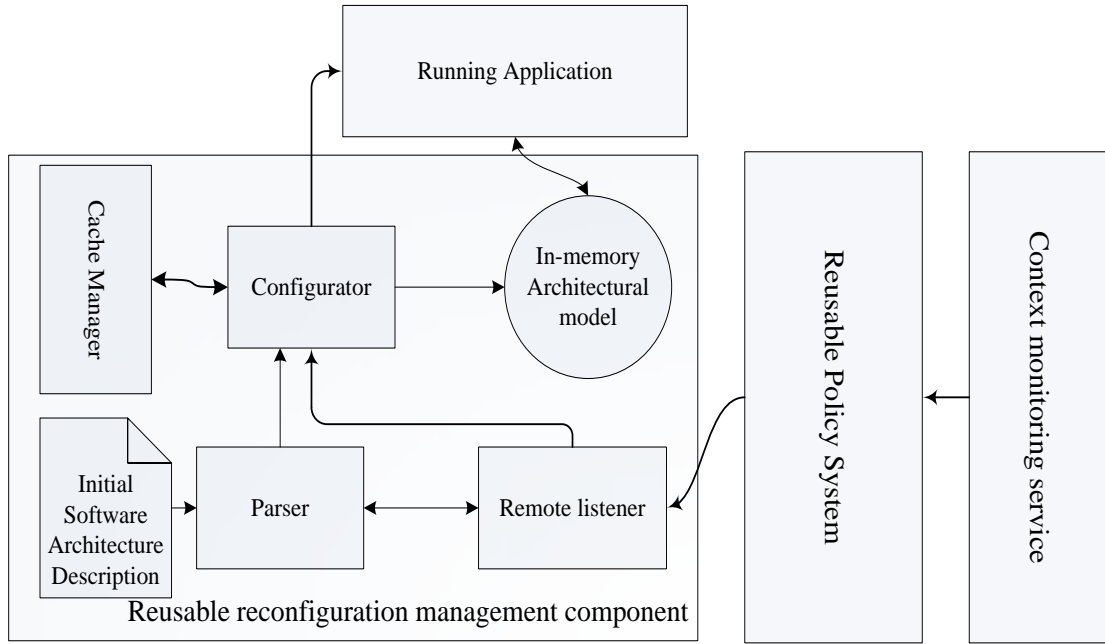 Running Application
Cache Manager
Configurator
In-memory
Architectural
model
Reusable Policy System
Context monitoring service
Initial
Software
Architecture
Description
Parser
Remote listener
Reusable reconfiguration management component